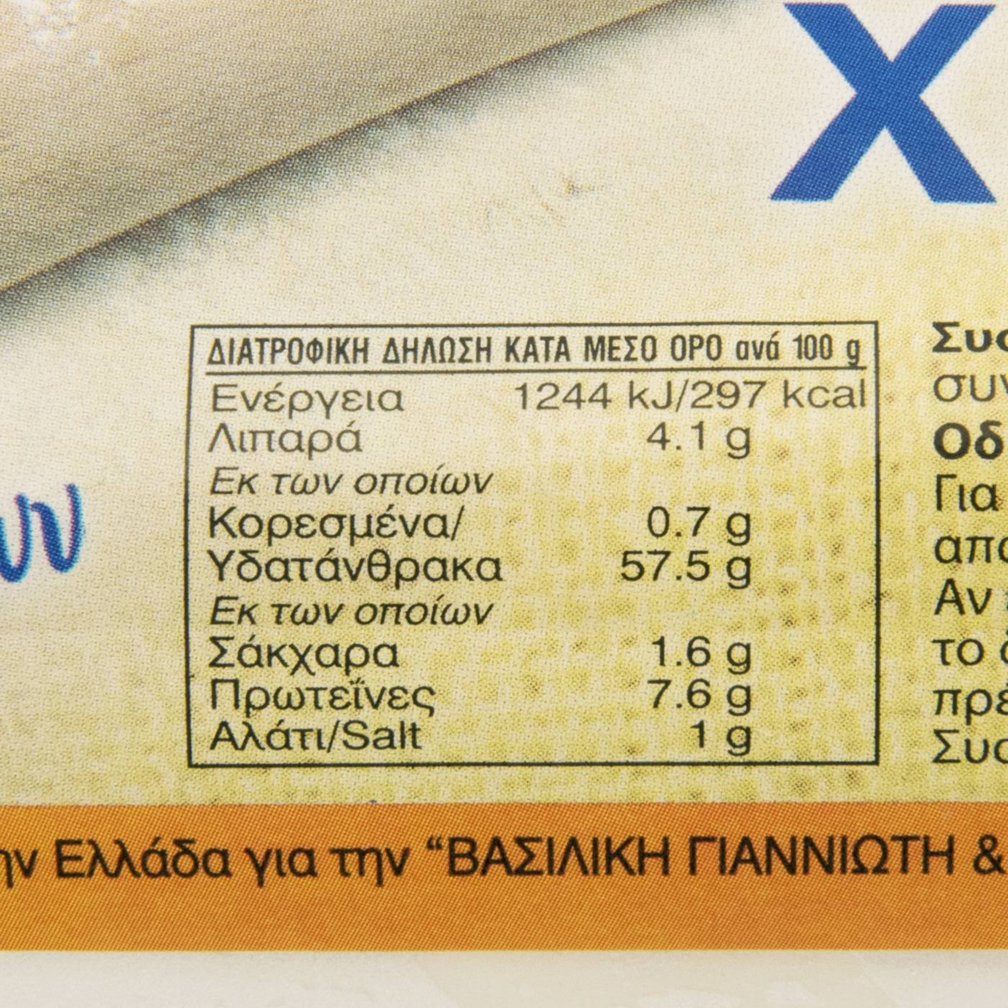 Χ
ΔΙΑΤΡΟΦΙΚΗ ΔΗΛΩΣΗ ΚΑΤΑ ΜΕΣΟ ΟΡΟ ανά 100 g
Ενέργεια 1244 kJ/297 kcal
Λιπαρά 4.1 g
Εκ των οποίων
Κορεσμένα/ 0.7 g
Υδατάνθρακα 57.5 g
Εκ των οποίων
Σάκχαρα 1.6 g
Πρωτεΐνες 7.6 g
Αλάτι/Salt 1 g
Οδ
Για
Αν
το
ην Ελλάδα για την “ΒΑΣΙΛΙΚΗ ΓΙΑΝΝΙΩΤΗ &